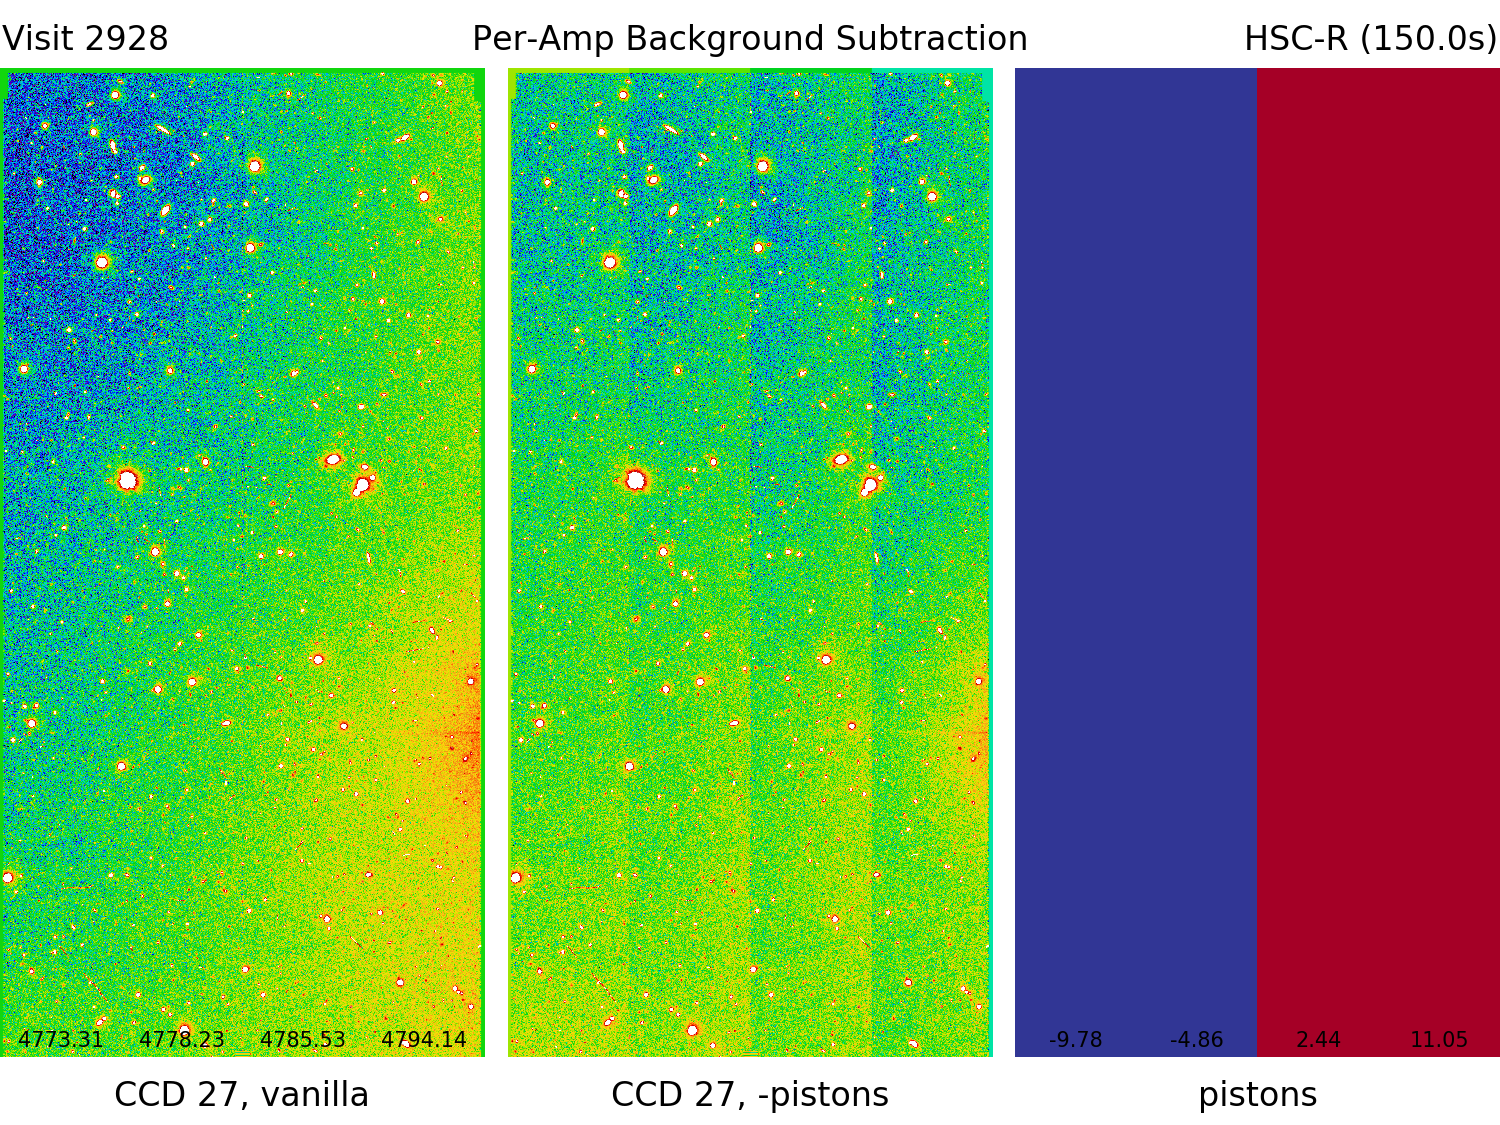 Visit 2928 Per-Amp Background Subtraction HSC-R (150.0s)
4773.31 4778.23 4785.53 4794.14 -9.78 -4.86 2.44 11.05
CCD 27, vanilla CCD 27, -pistons pistons